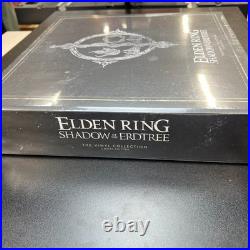 ELDEN RING
SHADOW OF THE ERDTREE
ELDEN RING
SHADOW OF THE ERDTREE
THE VINYL COLLECTION